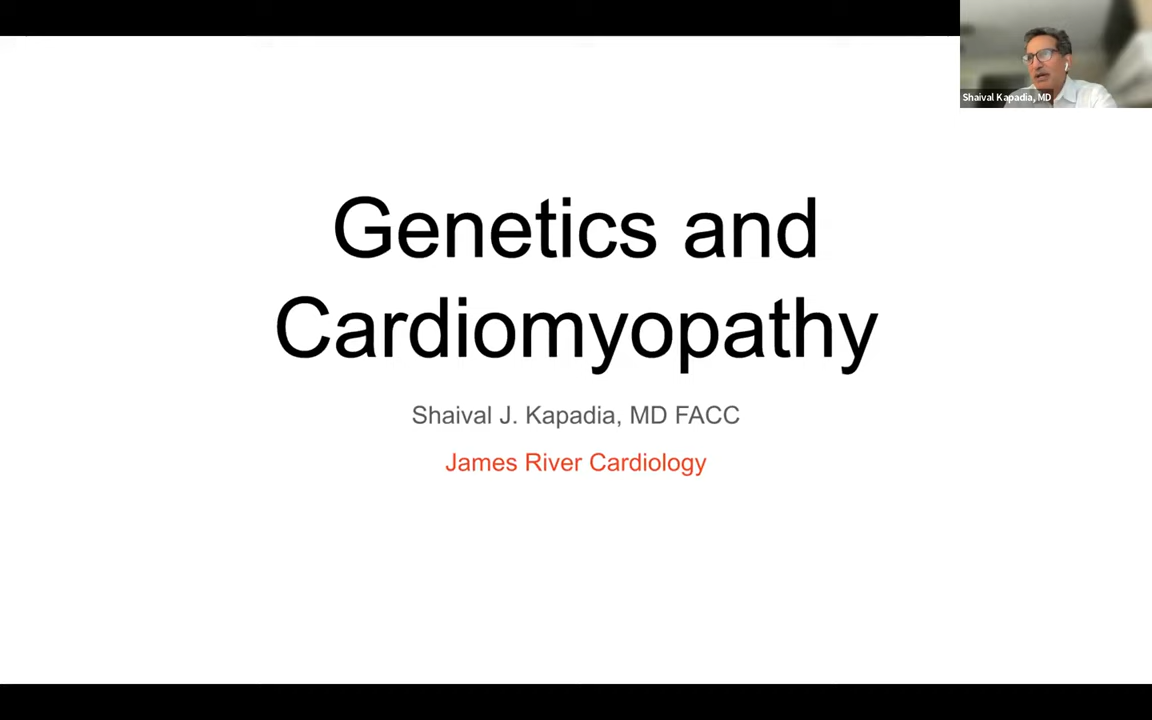 Shaival Kapadia, MD
Genetics and
Cardiomyopathy
Shaival J. Kapadia, MD FACC
James River Cardiology